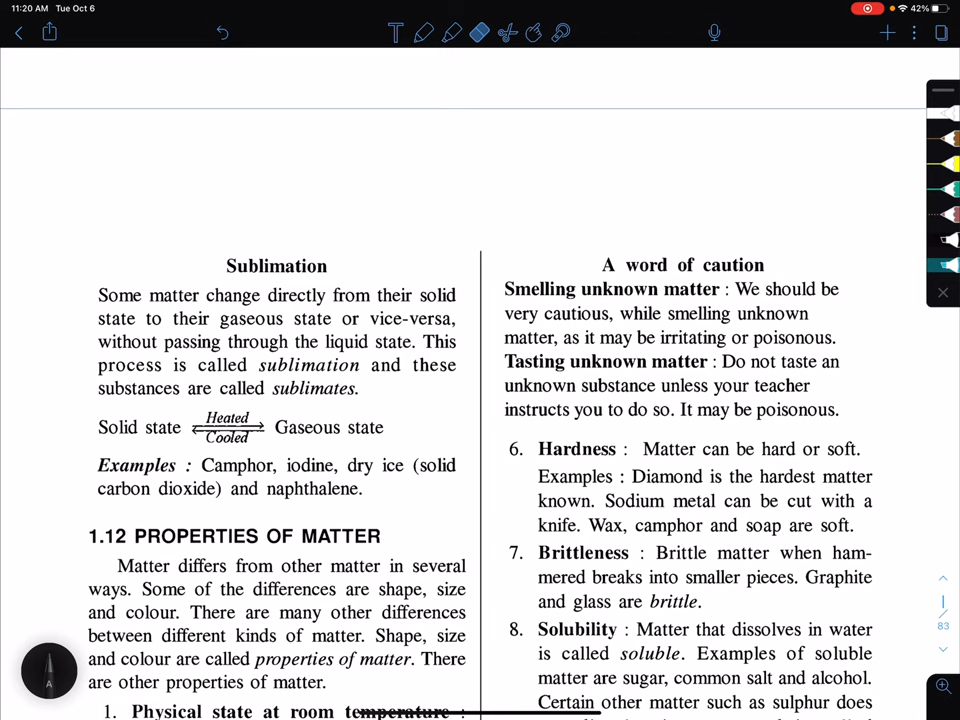 11:20 AM Tue Oct 6
42%
Sublimation
Some matter change directly from their solid
state to their gaseous state or vice-versa,
without passing through the liquid state. This
process is called sublimation and these
substances are called sublimates.
Heated
Solid state Gaseous state
Cooled
Examples : Camphor, iodine, dry ice (solid
carbon dioxide) and naphthalene.
1.12 PROPERTIES OF MATTER
Matter differs from other matter in several
ways. Some of the differences are shape, size
and colour. There are many other differences
between different kinds of matter. Shape, size
and colour are called properties of matter. There
are other properties of matter.
1. Physical state at room temperature :
A word of caution
Smelling unknown matter : We should be
very cautious, while smelling unknown
matter, as it may be irritating or poisonous.
Tasting unknown matter : Do not taste an
unknown substance unless your teacher
instructs you to do so. It may be poisonous.
6. Hardness : Matter can be hard or soft.
Examples : Diamond is the hardest matter
known. Sodium metal can be cut with a
knife. Wax, camphor and soap are soft.
7. Brittleness : Brittle matter when ham-
mered breaks into smaller pieces. Graphite
and glass are brittle.
8. Solubility : Matter that dissolves in water
is called soluble. Examples of soluble
matter are sugar, common salt and alcohol.
Certain other matter such as sulphur does
83
A